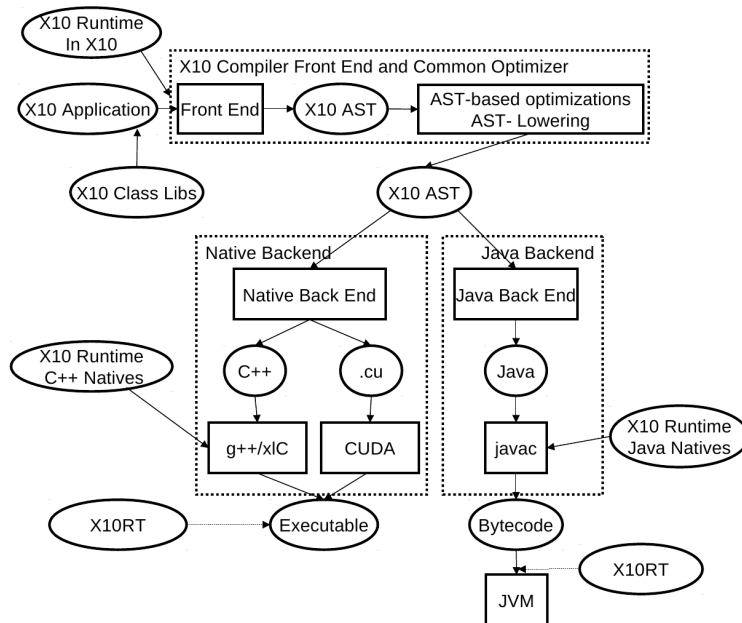 X10 Runtime
In X10
X10 Compiler Front End and Common Optimizer
X10 Application
Front End
X10 AST
AST-based optimizations
AST- Lowering
X10 Class Libs
X10 AST
Native Backend
Java Backend
Native Back End
Java Back End
X10 Runtime
C++ Natives
C++
.cu
Java
X10 Runtime
Java Natives
g++/xlC
CUDA
javac
X10RT
Executable
Bytecode
X10RT
JVM